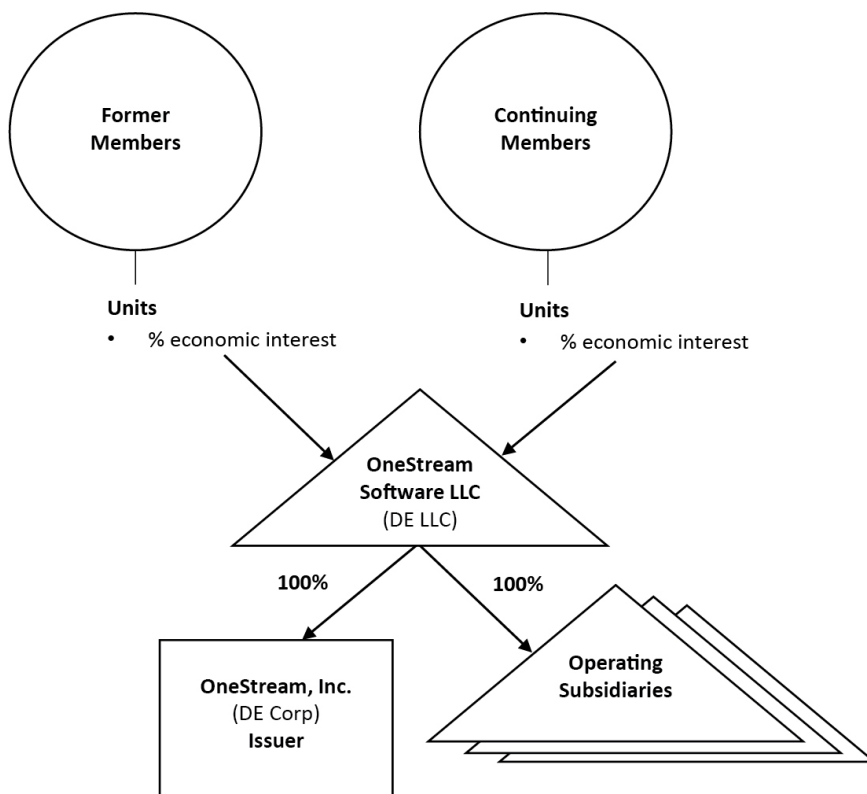 Former
Members
Continuing
Members
Units
• % economic interest
Units
• % economic interest
OneStream
Software LLC
(DE LLC)
100%
100%
OneStream, Inc.
(DE Corp)
Issuer
Operating
Subsidiaries